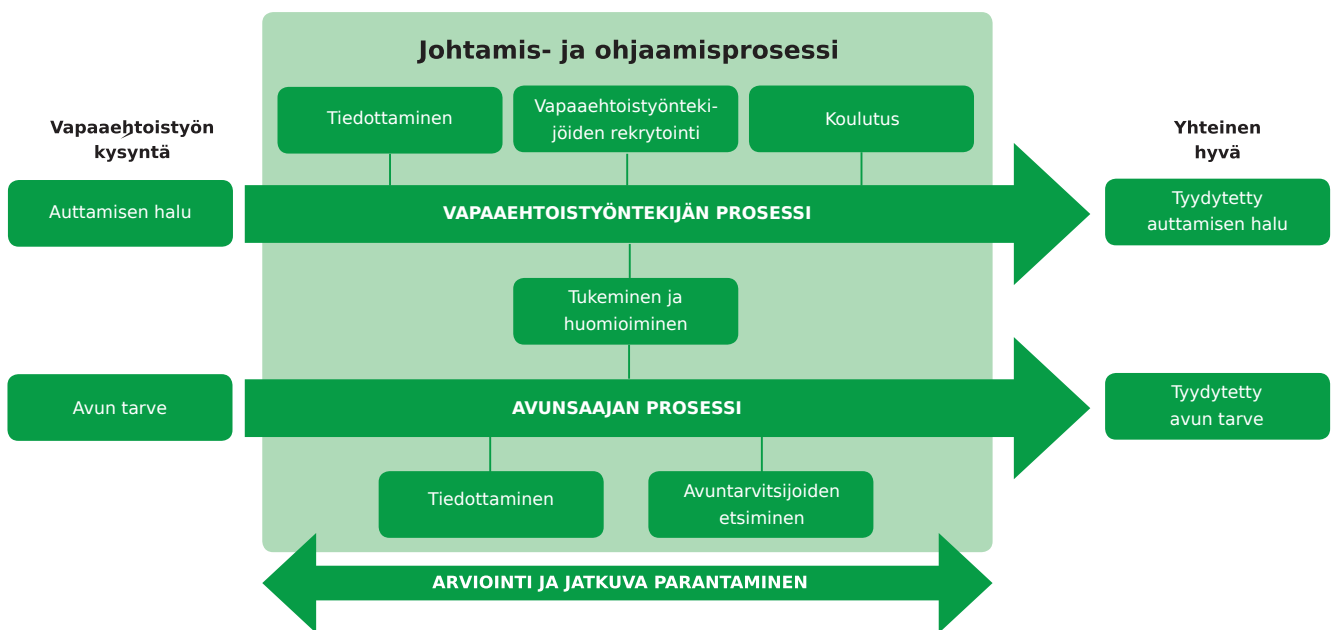 Johtamis- ja ohjaamisprosessi
Tiedottaminen
Vapaaehtoistyönteki-
jöiden rekrytointi
Koulutus
Vapaaehtoistyön
kysyntä
Yhteinen
hyvä
Auttamisen halu
VAPAAEHTOISTYÖNTEKIJÄN PROSESSI
Tyydytetty
auttamisen halu
Tukeminen ja
huomioiminen
Avun tarve
AVUNSAAJAN PROSESSI
Tyydytetty
avun tarve
Tiedottaminen
Avuntarvitsijoiden
etsiminen
ARVIOINTI JA JATKUVA PARANTAMINEN